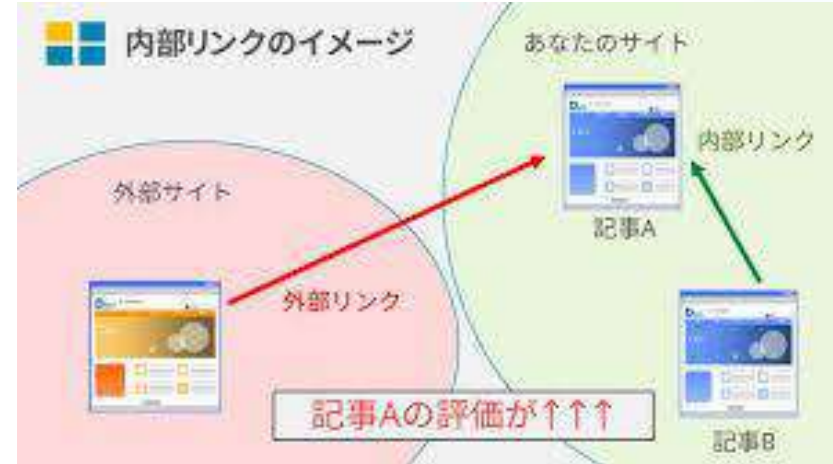 内部リンクのイメージ
あなたのサイト
内部リンク
外部サイト
記事A
外部リンク
記事Aの評価が↑↑↑
記事B